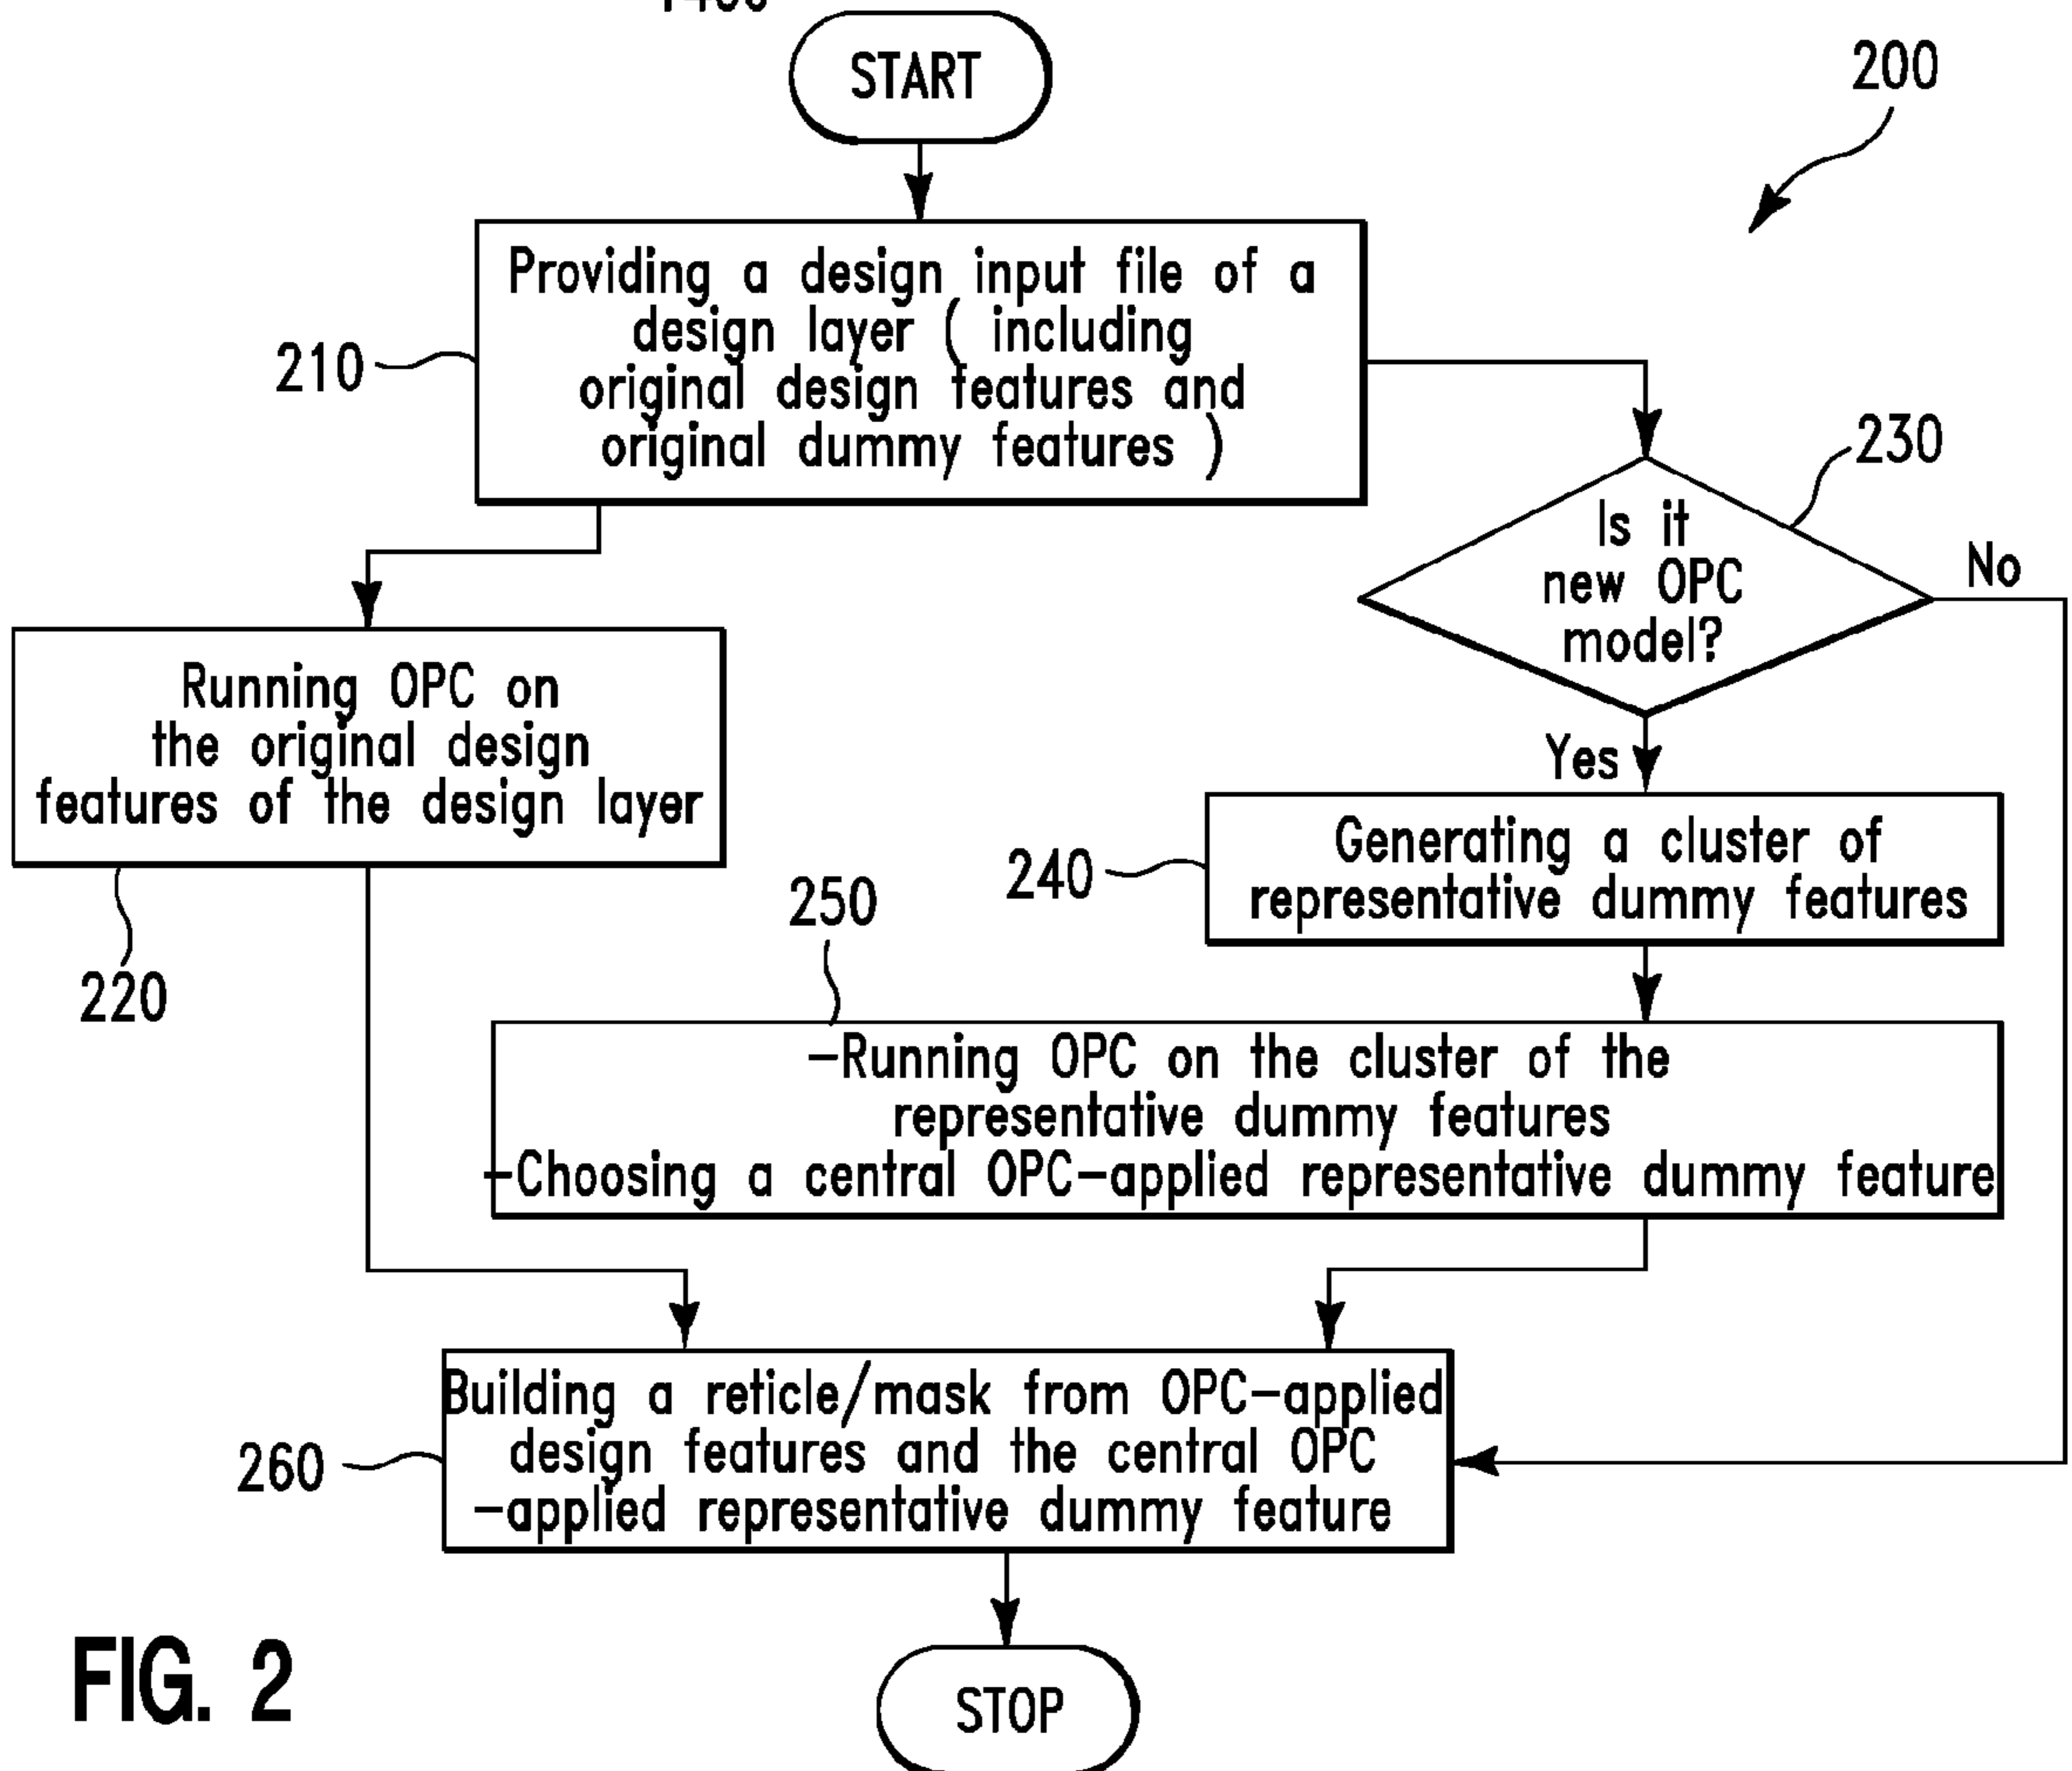 START
200
Providing a design input file of a
design layer ( including
original design features and
original dummy features )
210
230
Is it
new OPC
model?
No
Yes
Running OPC on
the original design
features of the design layer
220
Generating a cluster of
representative dummy features
240
250
-Running OPC on the cluster of the
representative dummy features
-Choosing a central OPC-applied representative dummy feature
Building a reticle/mask from OPC-applied
design features and the central OPC
-applied representative dummy feature
260
STOP
FIG. 2